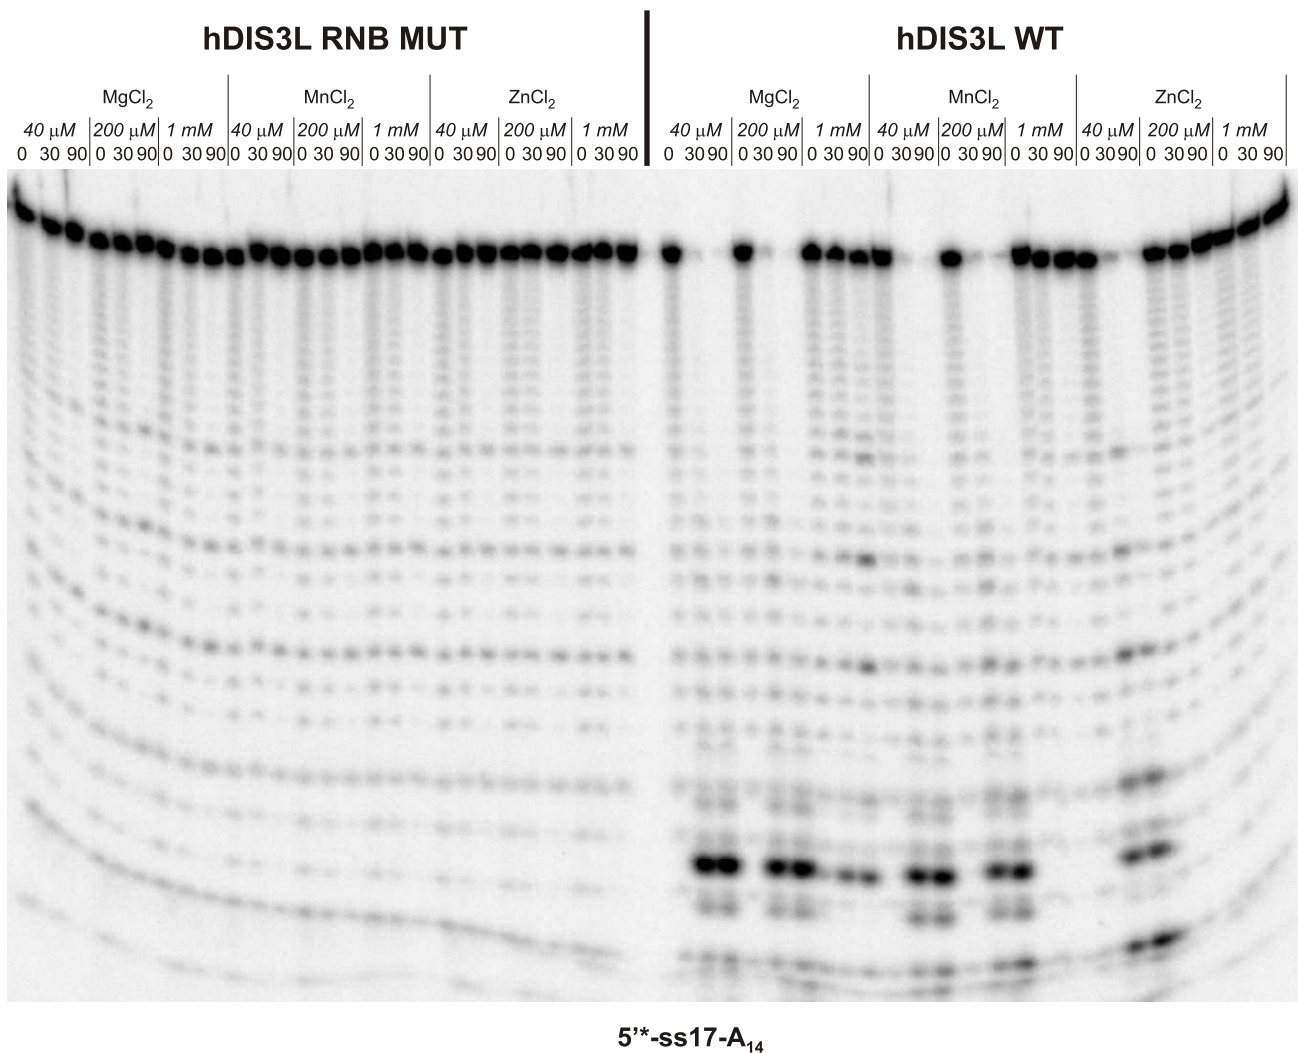 hDIS3L RNB MUT hDIS3L WT
MgCl₂ MnCl₂ ZnCl₂ MgCl₂ MnCl₂ ZnCl₂
40 µM 200 µM 1 mM 40 µM 200 µM 1 mM 40 µM 200 µM 1 mM 40 µM 200 µM 1 mM 40 µM 200 µM 1 mM 40 µM 200 µM 1 mM
0 30 90 0 30 90 0 30 90 0 30 90 0 30 90 0 30 90 0 30 90 0 30 90 0 30 90 0 30 90 0 30 90 0 30 90 0 30 90 0 30 90 0 30 90 0 30 90 0 30 90 0 30 90
5’*-ss17-A₁₄